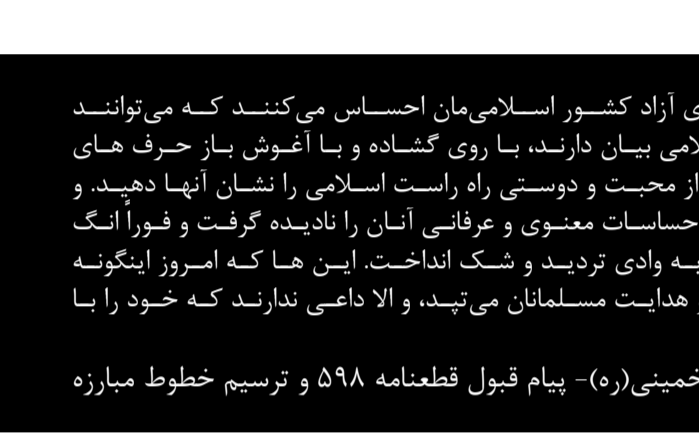 آزاد کشور اسلامی‌مان احساس می‌کنند که می‌توانند
بیان دارند، با روی گشاده و با آغوش باز حرف های
از محبت و دوستی راه راست اسلامی را نشان آنها دهید. و
معنوی و عرفانی آنان را نادیده گرفت و فوراً انگ
وادی تردید و شک انداخت. این ها که امروز اینگونه
هدایت مسلمانان می‌تپد، و الا داعی ندارند که خود را با
خمینی(ره)- پیام قبول قطعنامه ۵۹۸ و ترسیم خطوط مبارزه